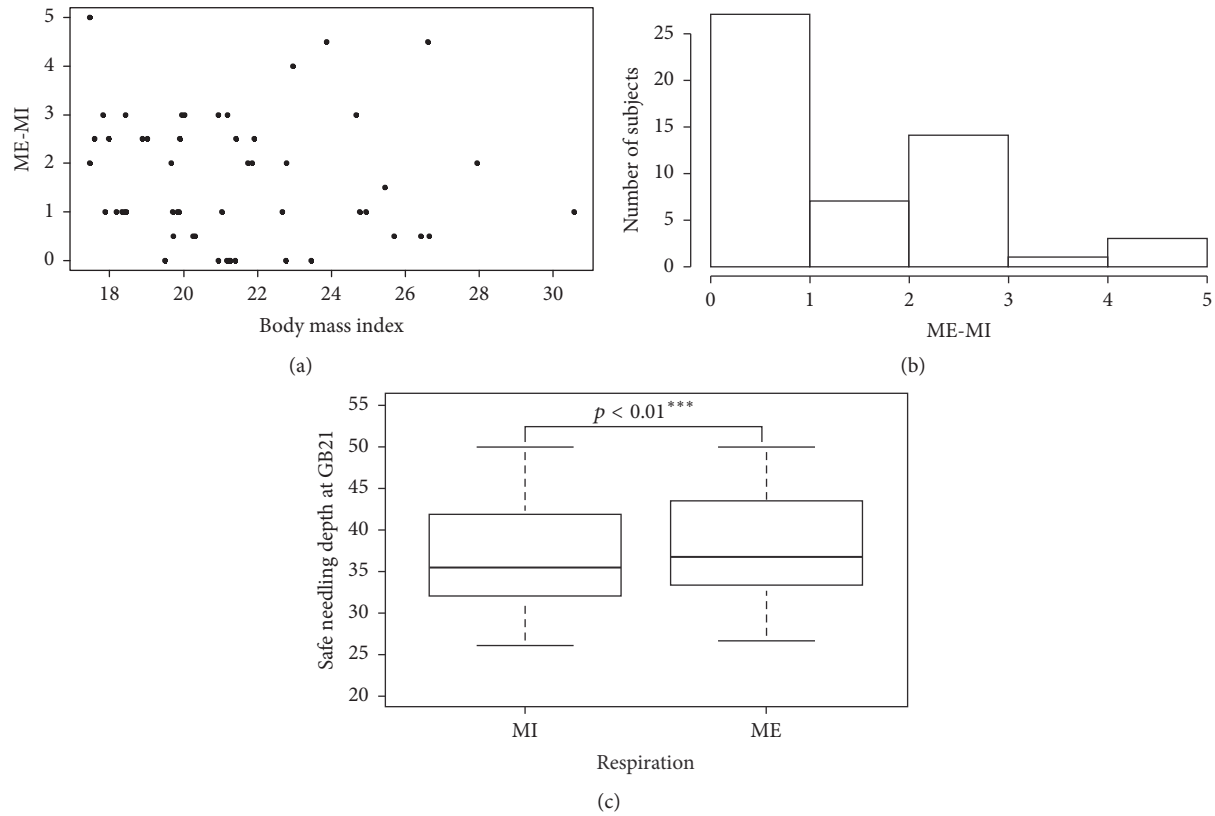 5
4
3
2
1
0
ME-MI
18 20 22 24 26 28 30
Body mass index
(a)
25
20
15
10
5
0
Number of subjects
0 1 2 3 4 5
ME-MI
(b)
55
50
45
40
35
30
25
20
Safe needling depth at GB21
p < 0.01***
MI ME
Respiration
(c)